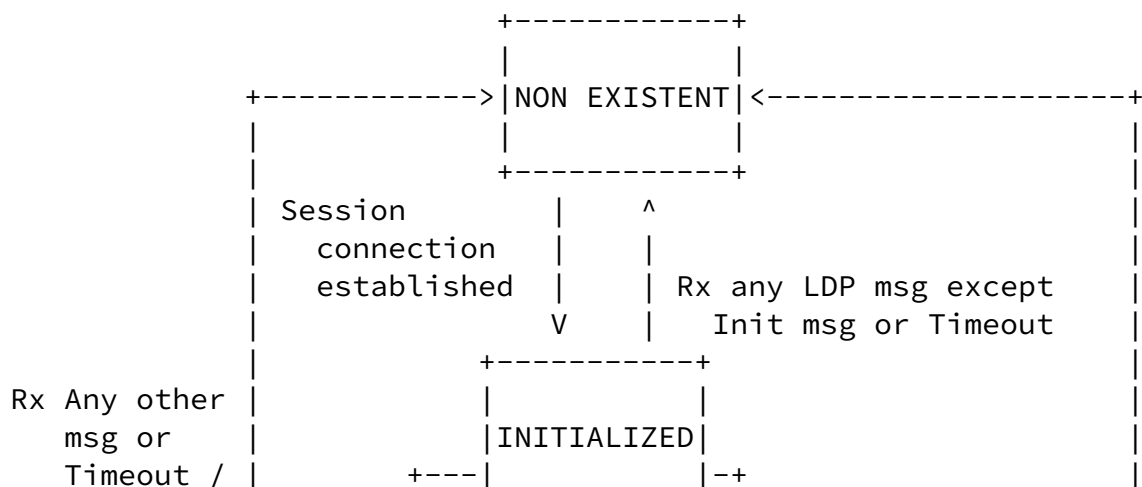 NON EXISTENT
Session
connection
established
Rx any LDP msg except
Init msg or Timeout
V
Rx Any other
msg or
Timeout /
INITIALIZED